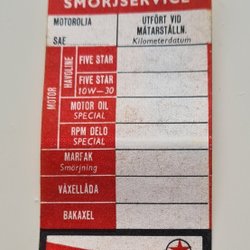 SMÖRJSERVICE
MOTOROLJA
SAE
UTFÖRT VID
MÄTARSTÄLLN.
Kilometerdatum
MOTOR
HAVOLINE
FIVE STAR
FIVE STAR
10W-30
MOTOR OIL
SPECIAL
RPM DELO
SPECIAL
MARFAK
Smörjning
VÄXELLÅDA
BAKAXEL